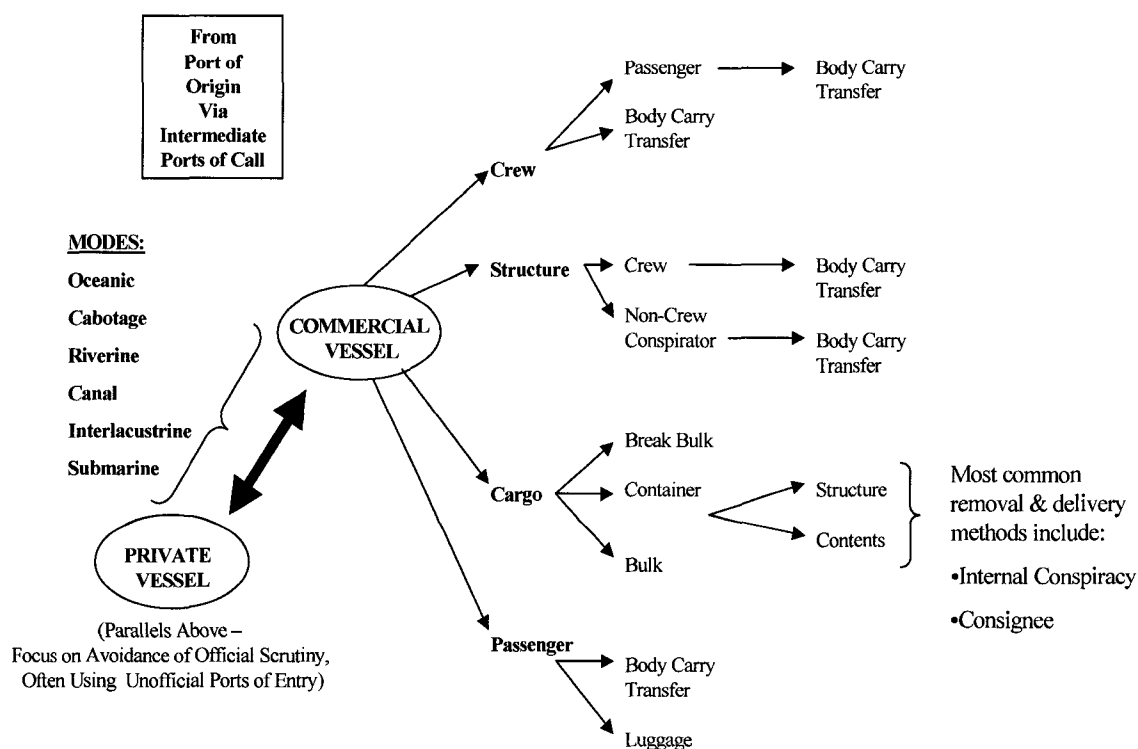 From
Port of
Origin
Via
Intermediate
Ports of Call
MODES:
Oceanic
Cabotage
Riverine
Canal
Interlacustrine
Submarine
COMMERCIAL
VESSEL
PRIVATE
VESSEL
(Parallels Above –
Focus on Avoidance of Official Scrutiny,
Often Using Unofficial Ports of Entry)
Crew
Passenger
Body Carry
Transfer
Body Carry
Transfer
Structure
Crew
Body Carry
Transfer
Non-Crew
Conspirator
Body Carry
Transfer
Cargo
Break Bulk
Container
Bulk
Structure
Contents
Most common
removal & delivery
methods include:
•Internal Conspiracy
•Consignee
Passenger
Body Carry
Transfer
Luggage